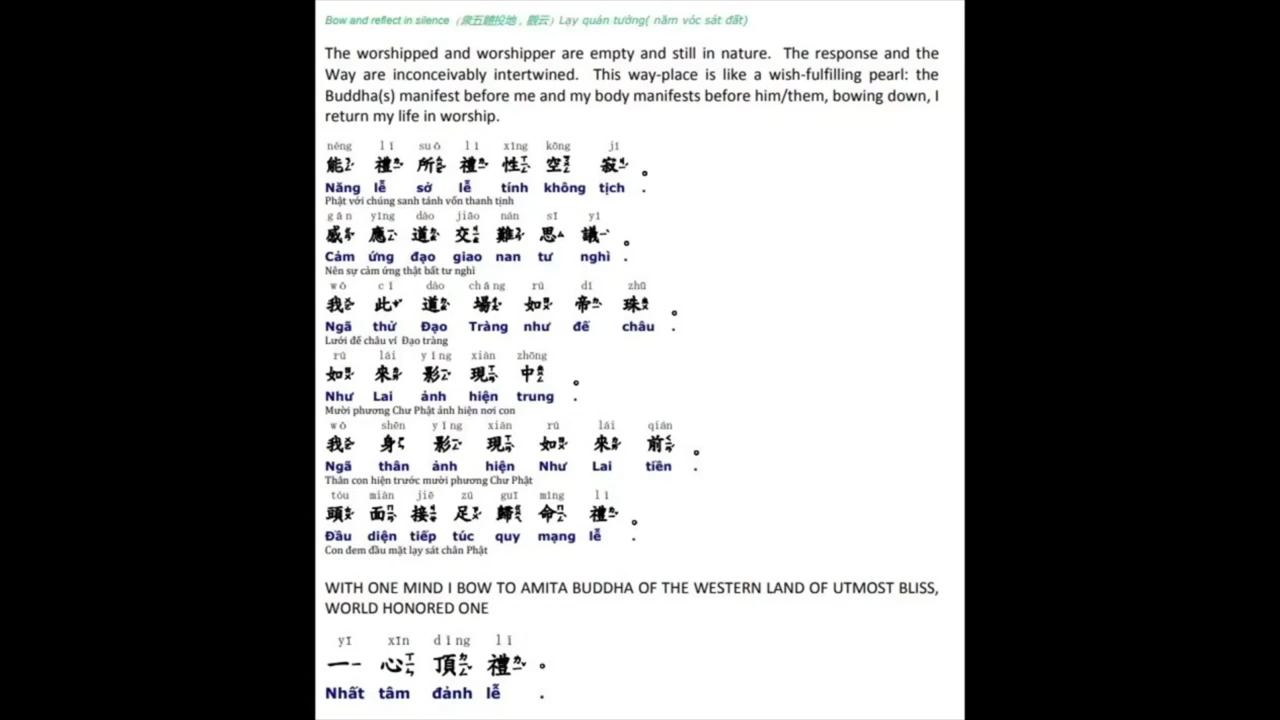 Bow and reflect in silence (衆五體投地,觀云) Lạy quán tưởng( năm vóc sát đất)
The worshipped and worshipper are empty and still in nature. The response and the
Way are inconceivably intertwined. This way-place is like a wish-fulfilling pearl: the
Buddha(s) manifest before me and my body manifests before him/them, bowing down, I
return my life in worship.
néng lǐ suǒ lǐ xìng kōng jí
能 禮 所 禮 性 空 寂 。
Năng lễ sở lễ tính không tịch .
Phật với chúng sanh tánh vốn thanh tịnh
gǎn yìng dào jiāo nán sī yì
感 應 道 交 難 思 議 。
Cảm ứng đạo giao nan tư nghì .
Nên sự cảm ứng thật bất tư nghì
wǒ cǐ dào chǎng rú dì zhū
我 此 道 場 如 帝 珠 。
Ngã thử Đạo Tràng như đế châu .
Lưới đế châu ví Đạo tràng
rú lái yǐng xiàn zhōng
如 來 影 現 中 。
Như Lai ảnh hiện trung .
Mười phương Chư Phật ảnh hiện nơi con
wǒ shēn yǐng xiàn rú lái qián
我 身 影 現 如 來 前 。
Ngã thân ảnh hiện Như Lai tiền .
Thân con hiện trước mười phương Chư Phật
tóu miàn jiē zú guī mìng lǐ
頭 面 接 足 歸 命 禮 。
Đầu diện tiếp túc quy mạng lễ .
Con đem đầu mặt lạy sát chân Phật
WITH ONE MIND I BOW TO AMITA BUDDHA OF THE WESTERN LAND OF UTMOST BLISS,
WORLD HONORED ONE
yī xīn dǐng lǐ
一 心 頂 禮 。
Nhất tâm đảnh lễ .